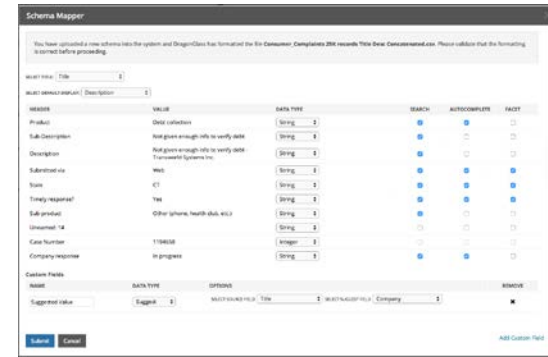 Schema Mapper
You have uploaded a new schema into the system and DragonGlass has formatted the file Consumer_Complaints 250 records Title Desc Concatenated.csv. Please validate that the formatting
is correct before proceeding.
SELECT TITLE: Title
SELECT DEFAULT DISPLAY: Description
HEADER VALUE DATA TYPE SEARCH AUTOCOMPLETE FACET
Product Debt collection String
Sub Description Not given enough info to verify debt String
Description Not given enough info to verify debt String
Transworld Systems Inc.
Submitted via Web String
State CT String
Timely response? Yes String
Sub-product Other (phone, health club, etc.) String
Unnamed: 14 String
Case Number Integer
Company response In progress String
Custom Fields
NAME DATA TYPE OPTIONS REMOVE
Suggested Value Suggest SELECT SOURCE FIELD Title Company
Submit Cancel Add Custom Field